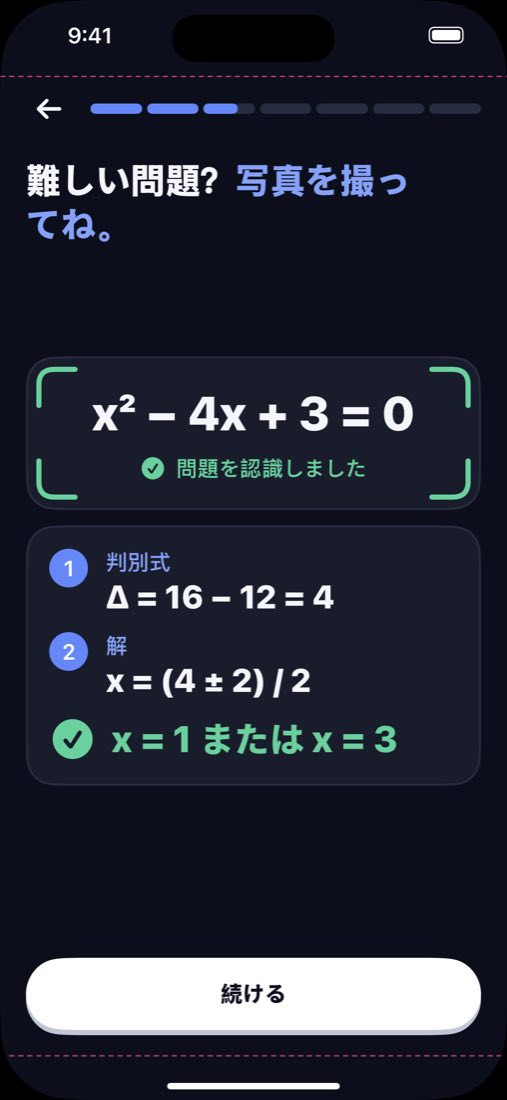 9:41
難しい問題? 写真を撮っ
てね。
x² − 4x + 3 = 0
問題を認識しました
1 判別式
Δ = 16 − 12 = 4
2 解
x = (4 ± 2) / 2
x = 1 または x = 3
続ける